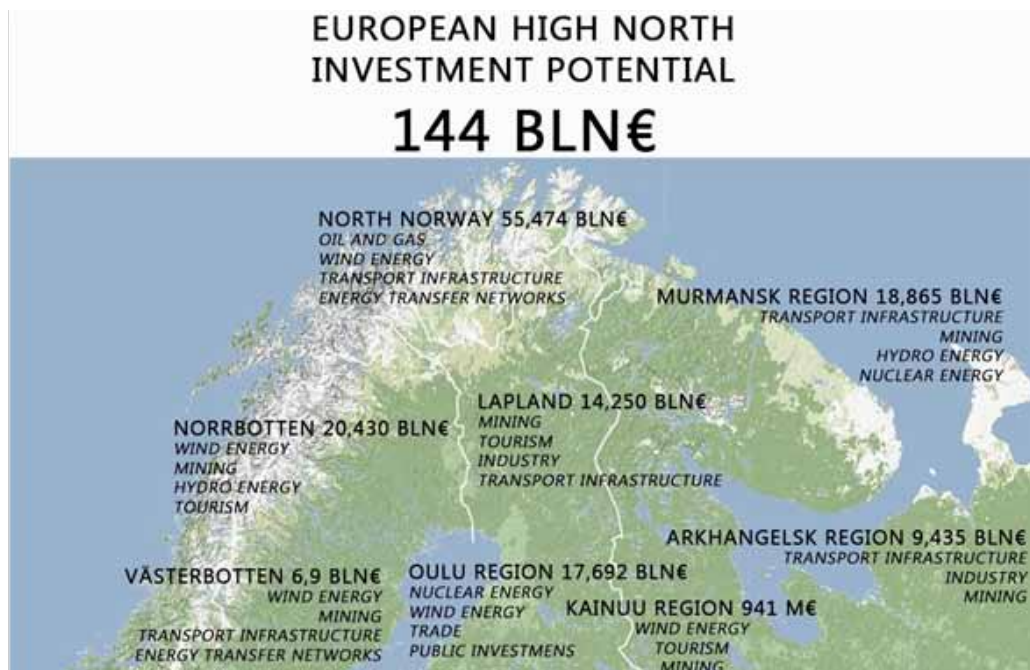 EUROPEAN HIGH NORTH
INVESTMENT POTENTIAL
144 BLN€
NORTH NORWAY 55,474 BLN€
OIL AND GAS
WIND ENERGY
TRANSPORT INFRASTRUCTURE
ENERGY TRANSFER NETWORKS
MURMANSK REGION 18,865 BLN€
TRANSPORT INFRASTRUCTURE
MINING
HYDRO ENERGY
NUCLEAR ENERGY
LAPLAND 14,250 BLN€
MINING
TOURISM
INDUSTRY
TRANSPORT INFRASTRUCTURE
NORRBOTTEN 20,430 BLN€
WIND ENERGY
MINING
HYDRO ENERGY
TOURISM
ARKHANGELSK REGION 9,435 BLN€
TRANSPORT INFRASTRUCTURE
INDUSTRY
MINING
VÄSTERBOTTEN 6,9 BLN€
WIND ENERGY
MINING
TRANSPORT INFRASTRUCTURE
ENERGY TRANSFER NETWORKS
OULU REGION 17,692 BLN€
NUCLEAR ENERGY
WIND ENERGY
TRADE
PUBLIC INVESTMENS
KAINUU REGION 941 M€
WIND ENERGY
TOURISM
MINING